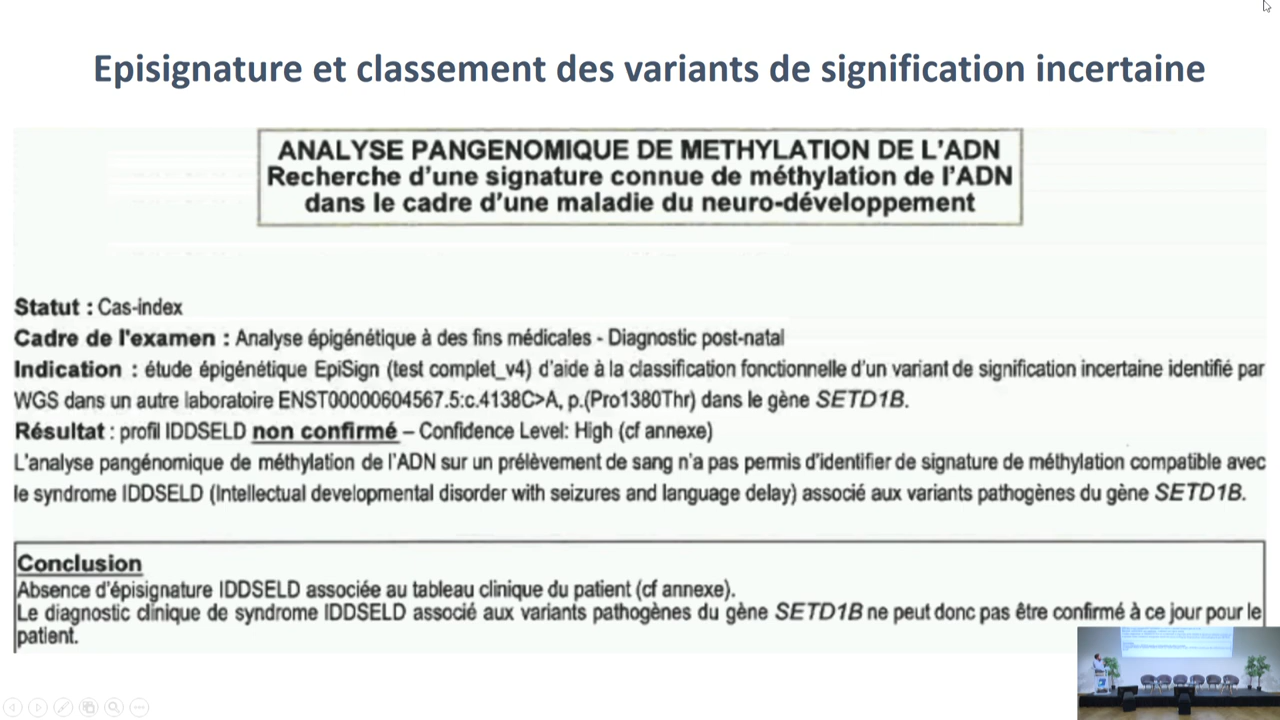 Episignature et classement des variants de signification incertaine
ANALYSE PANGENOMIQUE DE METHYLATION DE L'ADN
Recherche d'une signature connue de méthylation de l'ADN
dans le cadre d'une maladie du neuro-développement
Statut : Cas-index
Cadre de l'examen : Analyse épigénétique à des fins médicales - Diagnostic post-natal
Indication : étude épigénétique EpiSign (test complet_v4) d'aide à la classification fonctionnelle d'un variant de signification incertaine identifié par
WGS dans un autre laboratoire ENST00000604567.5:c.4138C>A, p.(Pro1380Thr) dans le gène SETD1B.
Résultat : profil IDDSELD non confirmé – Confidence Level: High (cf annexe)
L'analyse pangénomique de méthylation de l'ADN sur un prélèvement de sang n'a pas permis d'identifier de signature de méthylation compatible avec
le syndrome IDDSELD (Intellectual developmental disorder with seizures and language delay) associé aux variants pathogènes du gène SETD1B.
Conclusion
Absence d'épisignature IDDSELD associée au tableau clinique du patient (cf annexe).
Le diagnostic clinique de syndrome IDDSELD associé aux variants pathogènes du gène SETD1B ne peut donc pas être confirmé à ce jour pour le
patient.